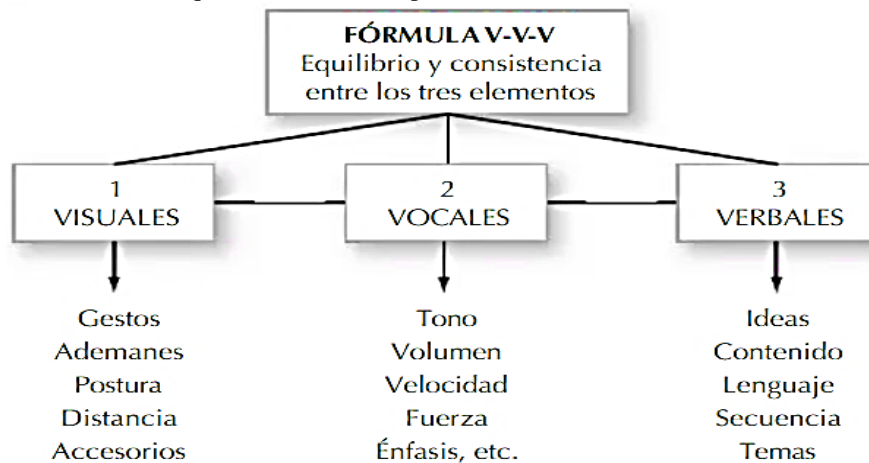 FÓRMULA V-V-V
Equilibrio y consistencia
entre los tres elementos
1
VISUALES
2
VOCALES
3
VERBALES
Gestos
Ademanes
Postura
Distancia
Accesorios
Tono
Volumen
Velocidad
Fuerza
Énfasis, etc.
Ideas
Contenido
Lenguaje
Secuencia
Temas